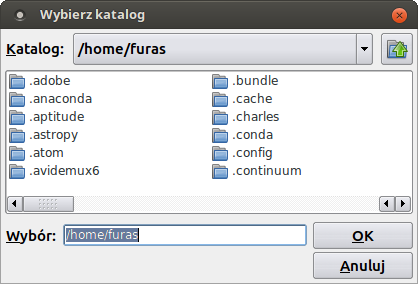 Wybierz katalog
Katalog: /home/furas
.adobe .bundle
.anaconda .cache
.aptitude .charles
.astropy .conda
.atom .config
.avidemux6 .continuum
Wybór: /home/furas OK
Anuluj